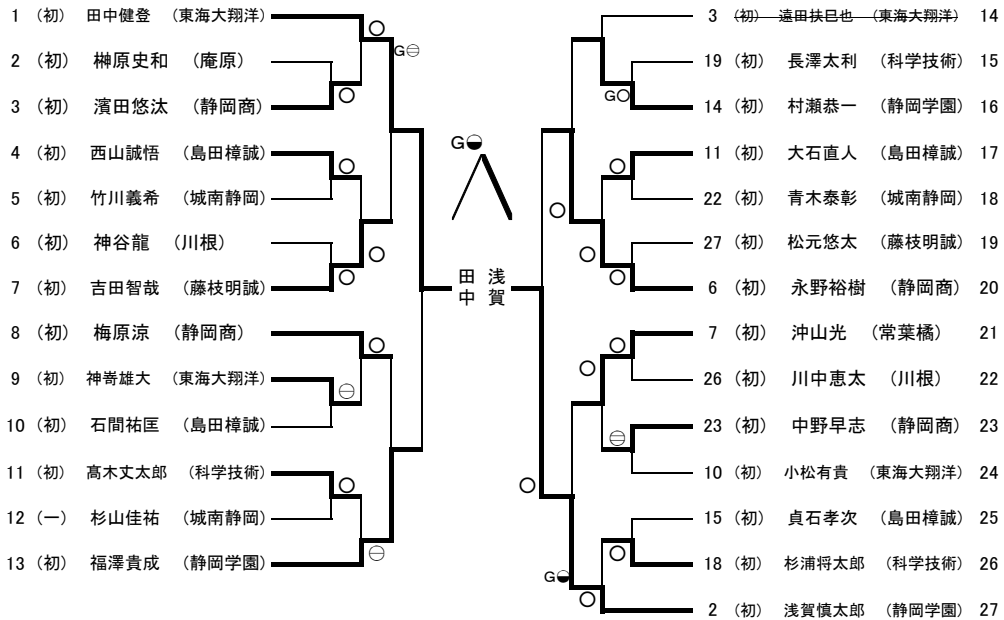 1 (初) 田中健登 (東海大翔洋)
2 (初) 榊原史和 (庵原)
3 (初) 濱田悠汰 (静岡商)
4 (初) 西山誠悟 (島田樟誠)
5 (初) 竹川義希 (城南静岡)
6 (初) 神谷龍 (川根)
7 (初) 吉田智哉 (藤枝明誠)
8 (初) 梅原涼 (静岡商)
9 (初) 神嵜雄大 (東海大翔洋)
10 (初) 石間祐匡 (島田樟誠)
11 (初) 髙木丈太郎 (科学技術)
12 (一) 杉山佳祐 (城南静岡)
13 (初) 福澤貴成 (静岡学園)
G
G
田中
浅賀
G
G
3 (初) 遠田扶巳也 (東海大翔洋) 14
19 (初) 長澤太利 (科学技術) 15
14 (初) 村瀬恭一 (静岡学園) 16
11 (初) 大石直人 (島田樟誠) 17
22 (初) 青木泰彰 (城南静岡) 18
27 (初) 松元悠太 (藤枝明誠) 19
6 (初) 永野裕樹 (静岡商) 20
7 (初) 沖山光 (常葉橘) 21
26 (初) 川中恵太 (川根) 22
23 (初) 中野早志 (静岡商) 23
10 (初) 小松有貴 (東海大翔洋) 24
15 (初) 貞石孝次 (島田樟誠) 25
18 (初) 杉浦将太郎 (科学技術) 26
2 (初) 浅賀慎太郎 (静岡学園) 27